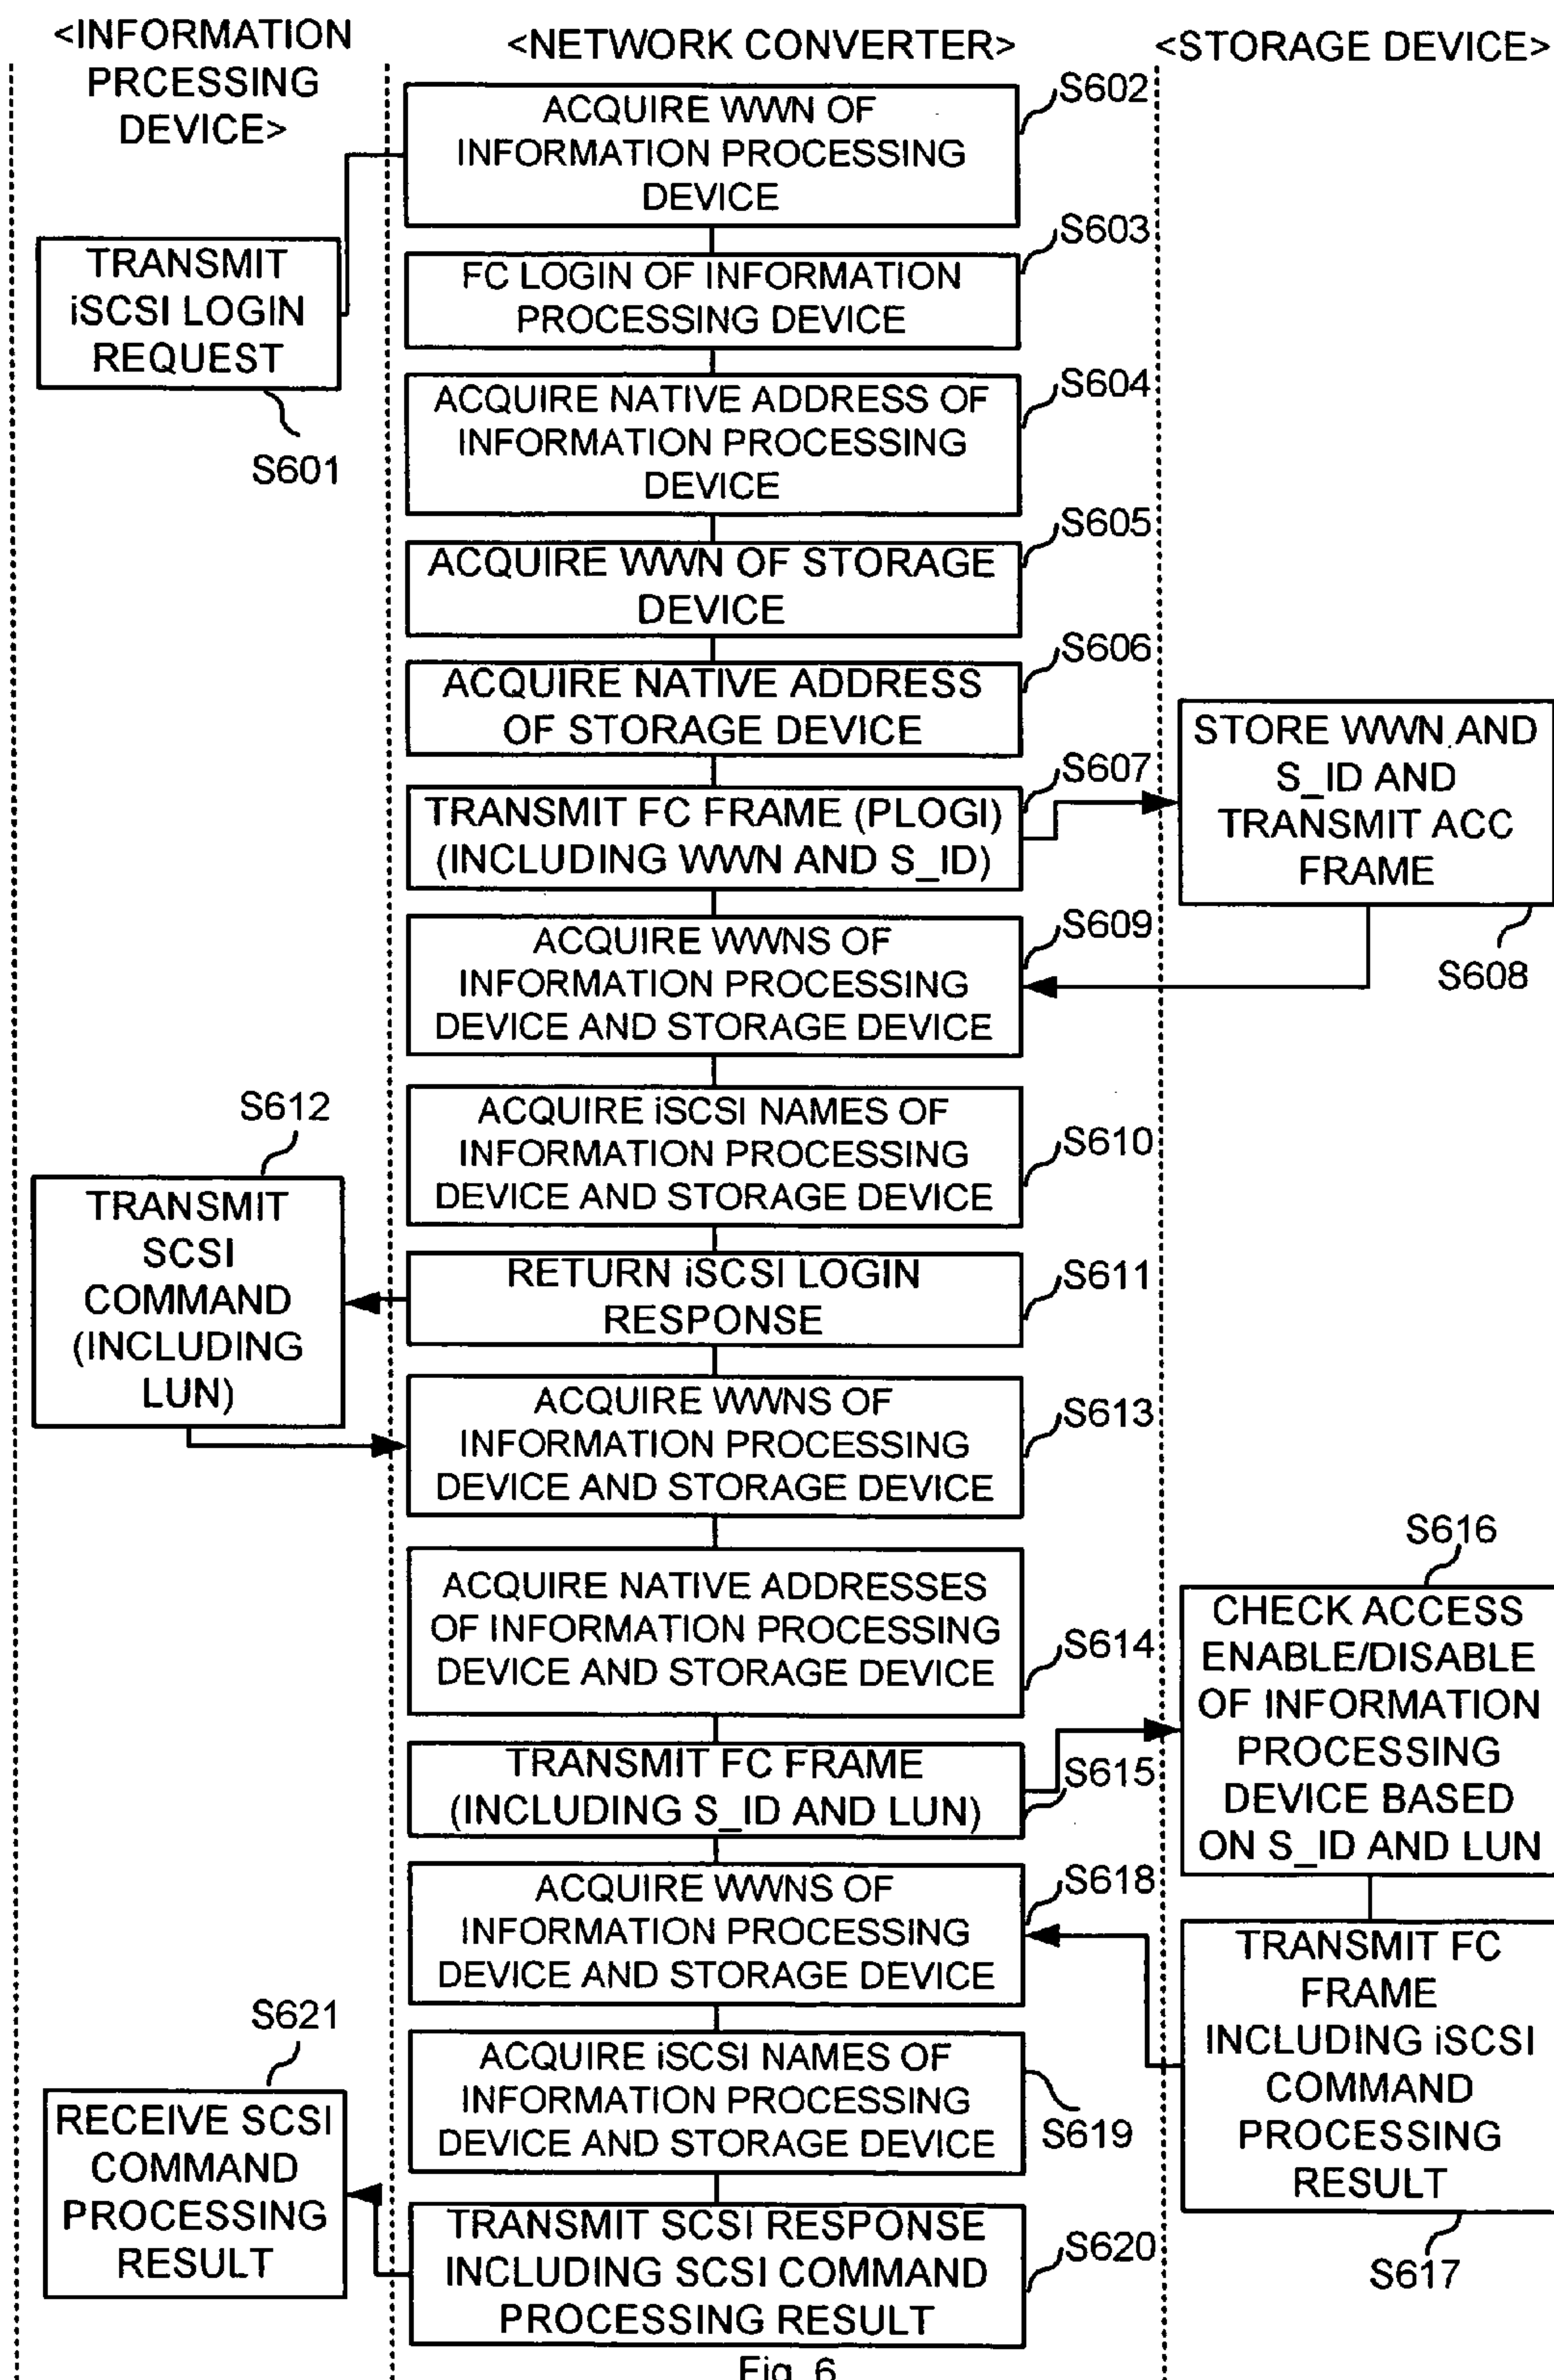 <INFORMATION
PRCESSING
DEVICE>
<NETWORK CONVERTER>
<STORAGE DEVICE>
S602
ACQUIRE WWN OF
INFORMATION PROCESSING
DEVICE
TRANSMIT
iSCSI LOGIN
REQUEST
S601
S603
FC LOGIN OF INFORMATION
PROCESSING DEVICE
S604
ACQUIRE NATIVE ADDRESS OF
INFORMATION PROCESSING
DEVICE
S605
ACQUIRE WWN OF STORAGE
DEVICE
S606
ACQUIRE NATIVE ADDRESS
OF STORAGE DEVICE
S607
TRANSMIT FC FRAME (PLOGI)
(INCLUDING WWN AND S_ID)
STORE WWN AND
S_ID AND
TRANSMIT ACC
FRAME
S608
S609
ACQUIRE WWNS OF
INFORMATION PROCESSING
DEVICE AND STORAGE DEVICE
S610
ACQUIRE iSCSI NAMES OF
INFORMATION PROCESSING
DEVICE AND STORAGE DEVICE
S611
RETURN iSCSI LOGIN
RESPONSE
S612
TRANSMIT
SCSI
COMMAND
(INCLUDING
LUN)
S613
ACQUIRE WWNS OF
INFORMATION PROCESSING
DEVICE AND STORAGE DEVICE
S614
ACQUIRE NATIVE ADDRESSES
OF INFORMATION PROCESSING
DEVICE AND STORAGE DEVICE
S615
TRANSMIT FC FRAME
(INCLUDING S_ID AND LUN)
S616
CHECK ACCESS
ENABLE/DISABLE
OF INFORMATION
PROCESSING
DEVICE BASED
ON S_ID AND LUN
TRANSMIT FC
FRAME
INCLUDING iSCSI
COMMAND
PROCESSING
RESULT
S617
S618
ACQUIRE WWNS OF
INFORMATION PROCESSING
DEVICE AND STORAGE DEVICE
ACQUIRE iSCSI NAMES OF
INFORMATION PROCESSING
DEVICE AND STORAGE DEVICE
S619
TRANSMIT SCSI RESPONSE
INCLUDING SCSI COMMAND
PROCESSING RESULT
S620
S621
RECEIVE SCSI
COMMAND
PROCESSING
RESULT
Fig. 6